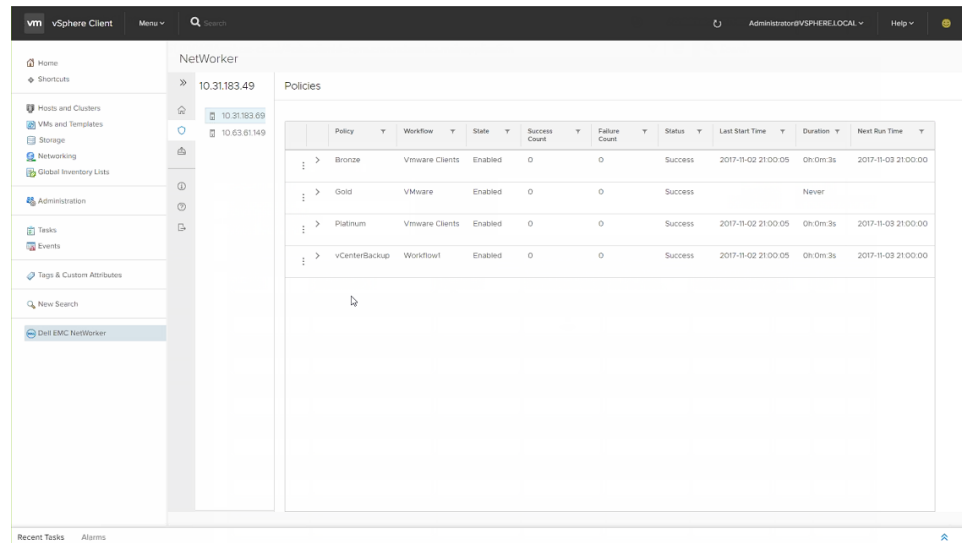 vm vSphere Client Menu Search Administrator@VSPHERE.LOCAL Help
Home
Shortcuts
Hosts and Clusters
VMs and Templates
Storage
Networking
Global Inventory Lists
Administration
Tasks
Events
Tags & Custom Attributes
New Search
Dell EMC NetWorker
NetWorker
10.31.183.49
10.31.183.69
10.63.61.149
Policies
Policy Workflow State Success Count Failure Count Status Last Start Time Duration Next Run Time
Bronze Vmware Clients Enabled 0 0 Success 2017-11-02 21:00:05 0h:0m:3s 2017-11-03 21:00:00
Gold VMware Enabled 0 0 Success Never
Platinum Vmware Clients Enabled 0 0 Success 2017-11-02 21:00:05 0h:0m:3s 2017-11-03 21:00:00
vCenterBackup Workflow1 Enabled 0 0 Success 2017-11-02 21:00:05 0h:0m:3s 2017-11-03 21:00:00
Recent Tasks Alarms